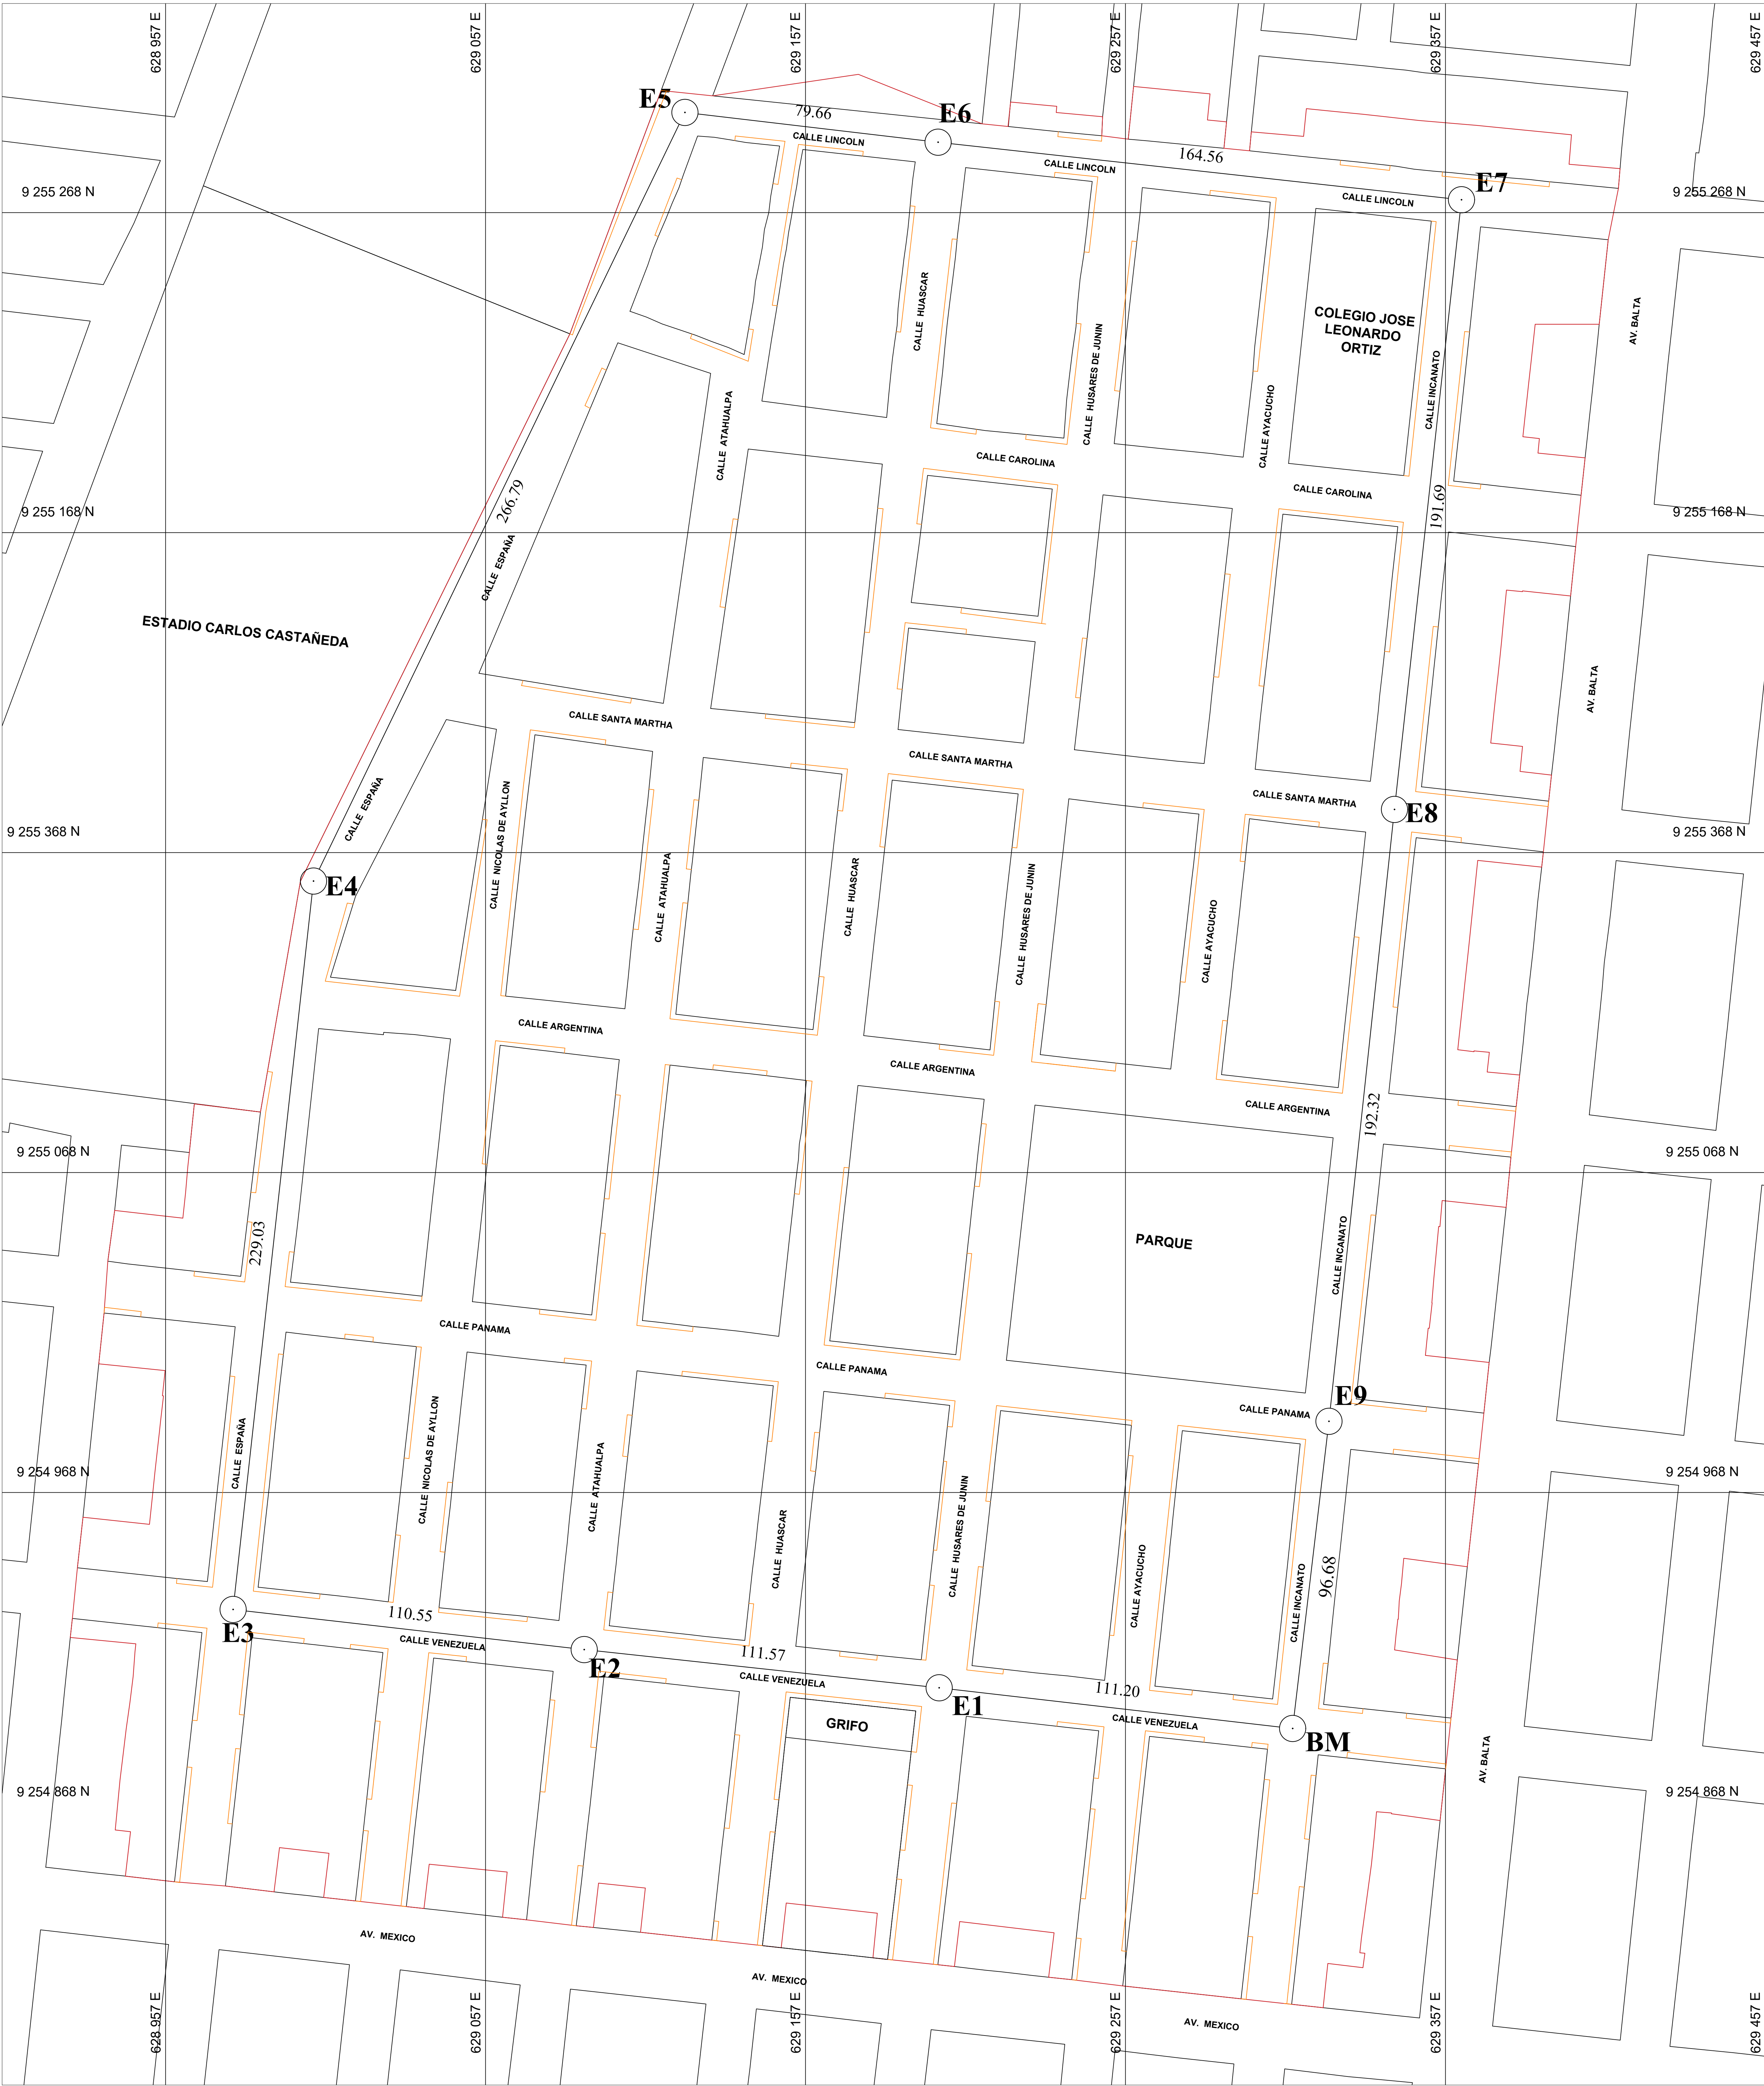 628 957 E
629 057 E
629 157 E
629 257 E
629 357 E
629 457 E
E5
79.66
E6
CALLE LINCOLN
CALLE LINCOLN
164.56
E7
CALLE LINCOLN
9 255 268 N
9 255 268 N
CALLE HUASCAR
CALLE HUSARES DE JUNIN
COLEGIO JOSE
LEONARDO
ORTIZ
AV. BALTA
CALLE INCANATO
CALLE ATAHUALPA
CALLE AYACUCHO
CALLE CAROLINA
CALLE CAROLINA
266.79
191.69
9 255 168 N
9 255 168 N
CALLE ESPAÑA
ESTADIO CARLOS CASTAÑEDA
AV. BALTA
CALLE SANTA MARTHA
CALLE SANTA MARTHA
CALLE SANTA MARTHA
E8
CALLE ESPAÑA
CALLE NICOLAS DE AYLLON
9 255 368 N
9 255 368 N
E4
CALLE ATAHUALPA
CALLE HUASCAR
CALLE HUSARES DE JUNIN
CALLE AYACUCHO
CALLE ARGENTINA
CALLE ARGENTINA
CALLE ARGENTINA
192.32
9 255 068 N
9 255 068 N
229.03
PARQUE
CALLE INCANATO
CALLE PANAMA
CALLE PANAMA
CALLE PANAMA
E9
CALLE ESPAÑA
CALLE NICOLAS DE AYLLON
CALLE ATAHUALPA
9 254 968 N
9 254 968 N
CALLE HUASCAR
CALLE HUSARES DE JUNIN
CALLE AYACUCHO
CALLE INCANATO
96.68
E3
110.55
CALLE VENEZUELA
E2
111.57
CALLE VENEZUELA
E1
111.20
CALLE VENEZUELA
BM
GRIFO
AV. BALTA
9 254 868 N
9 254 868 N
AV. MEXICO
AV. MEXICO
AV. MEXICO
628 957 E
629 057 E
629 157 E
629 257 E
629 357 E
629 457 E